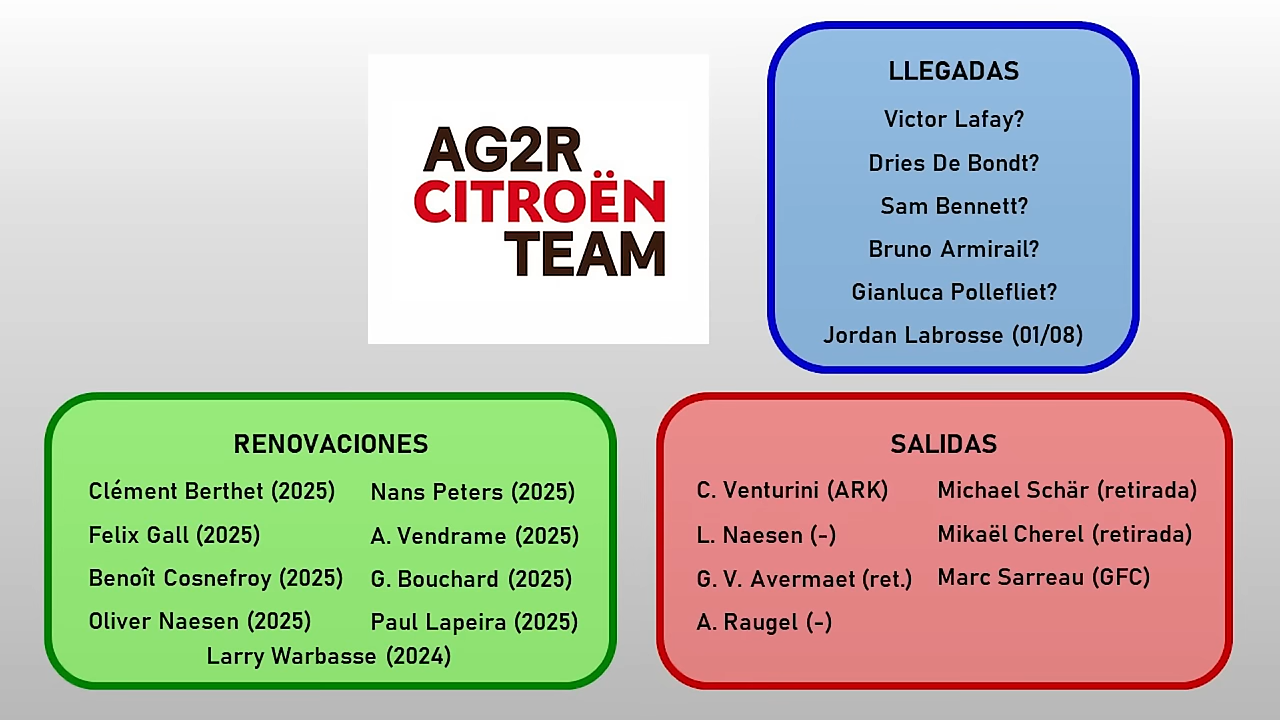 AG2R
CITROËN
TEAM
LLEGADAS
Victor Lafay?
Dries De Bondt?
Sam Bennett?
Bruno Armirail?
Gianluca Pollefliet?
Jordan Labrosse (01/08)
RENOVACIONES
Clément Berthet (2025)
Felix Gall (2025)
Benoît Cosnefroy (2025)
Oliver Naesen (2025)
Nans Peters (2025)
A. Vendrame (2025)
G. Bouchard (2025)
Paul Lapeira (2025)
Larry Warbasse (2024)
SALIDAS
C. Venturini (ARK)
L. Naesen (-)
G. V. Avermaet (ret.)
A. Raugel (-)
Michael Schär (retirada)
Mikaël Cherel (retirada)
Marc Sarreau (GFC)